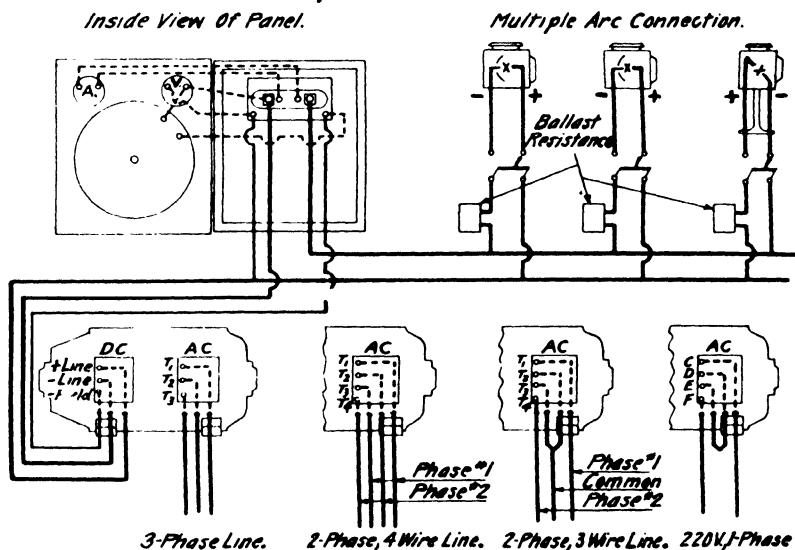 Inside View Of Panel.
Multiple Arc Connection.
A
V
X
X
X
- +
- +
- +
Ballast
Resistance
DC
+Line
-Line
AC
T1
T2
T3
AC
T1
T2
T3
T4
AC
T1
T2
T3
T4
AC
C
D
E
F
Phase #1
Phase #2
Phase #1
Common
Phase #2
3-Phase Line.
2-Phase, 4 Wire Line.
2-Phase, 3 Wire Line.
220V, 1-Phase